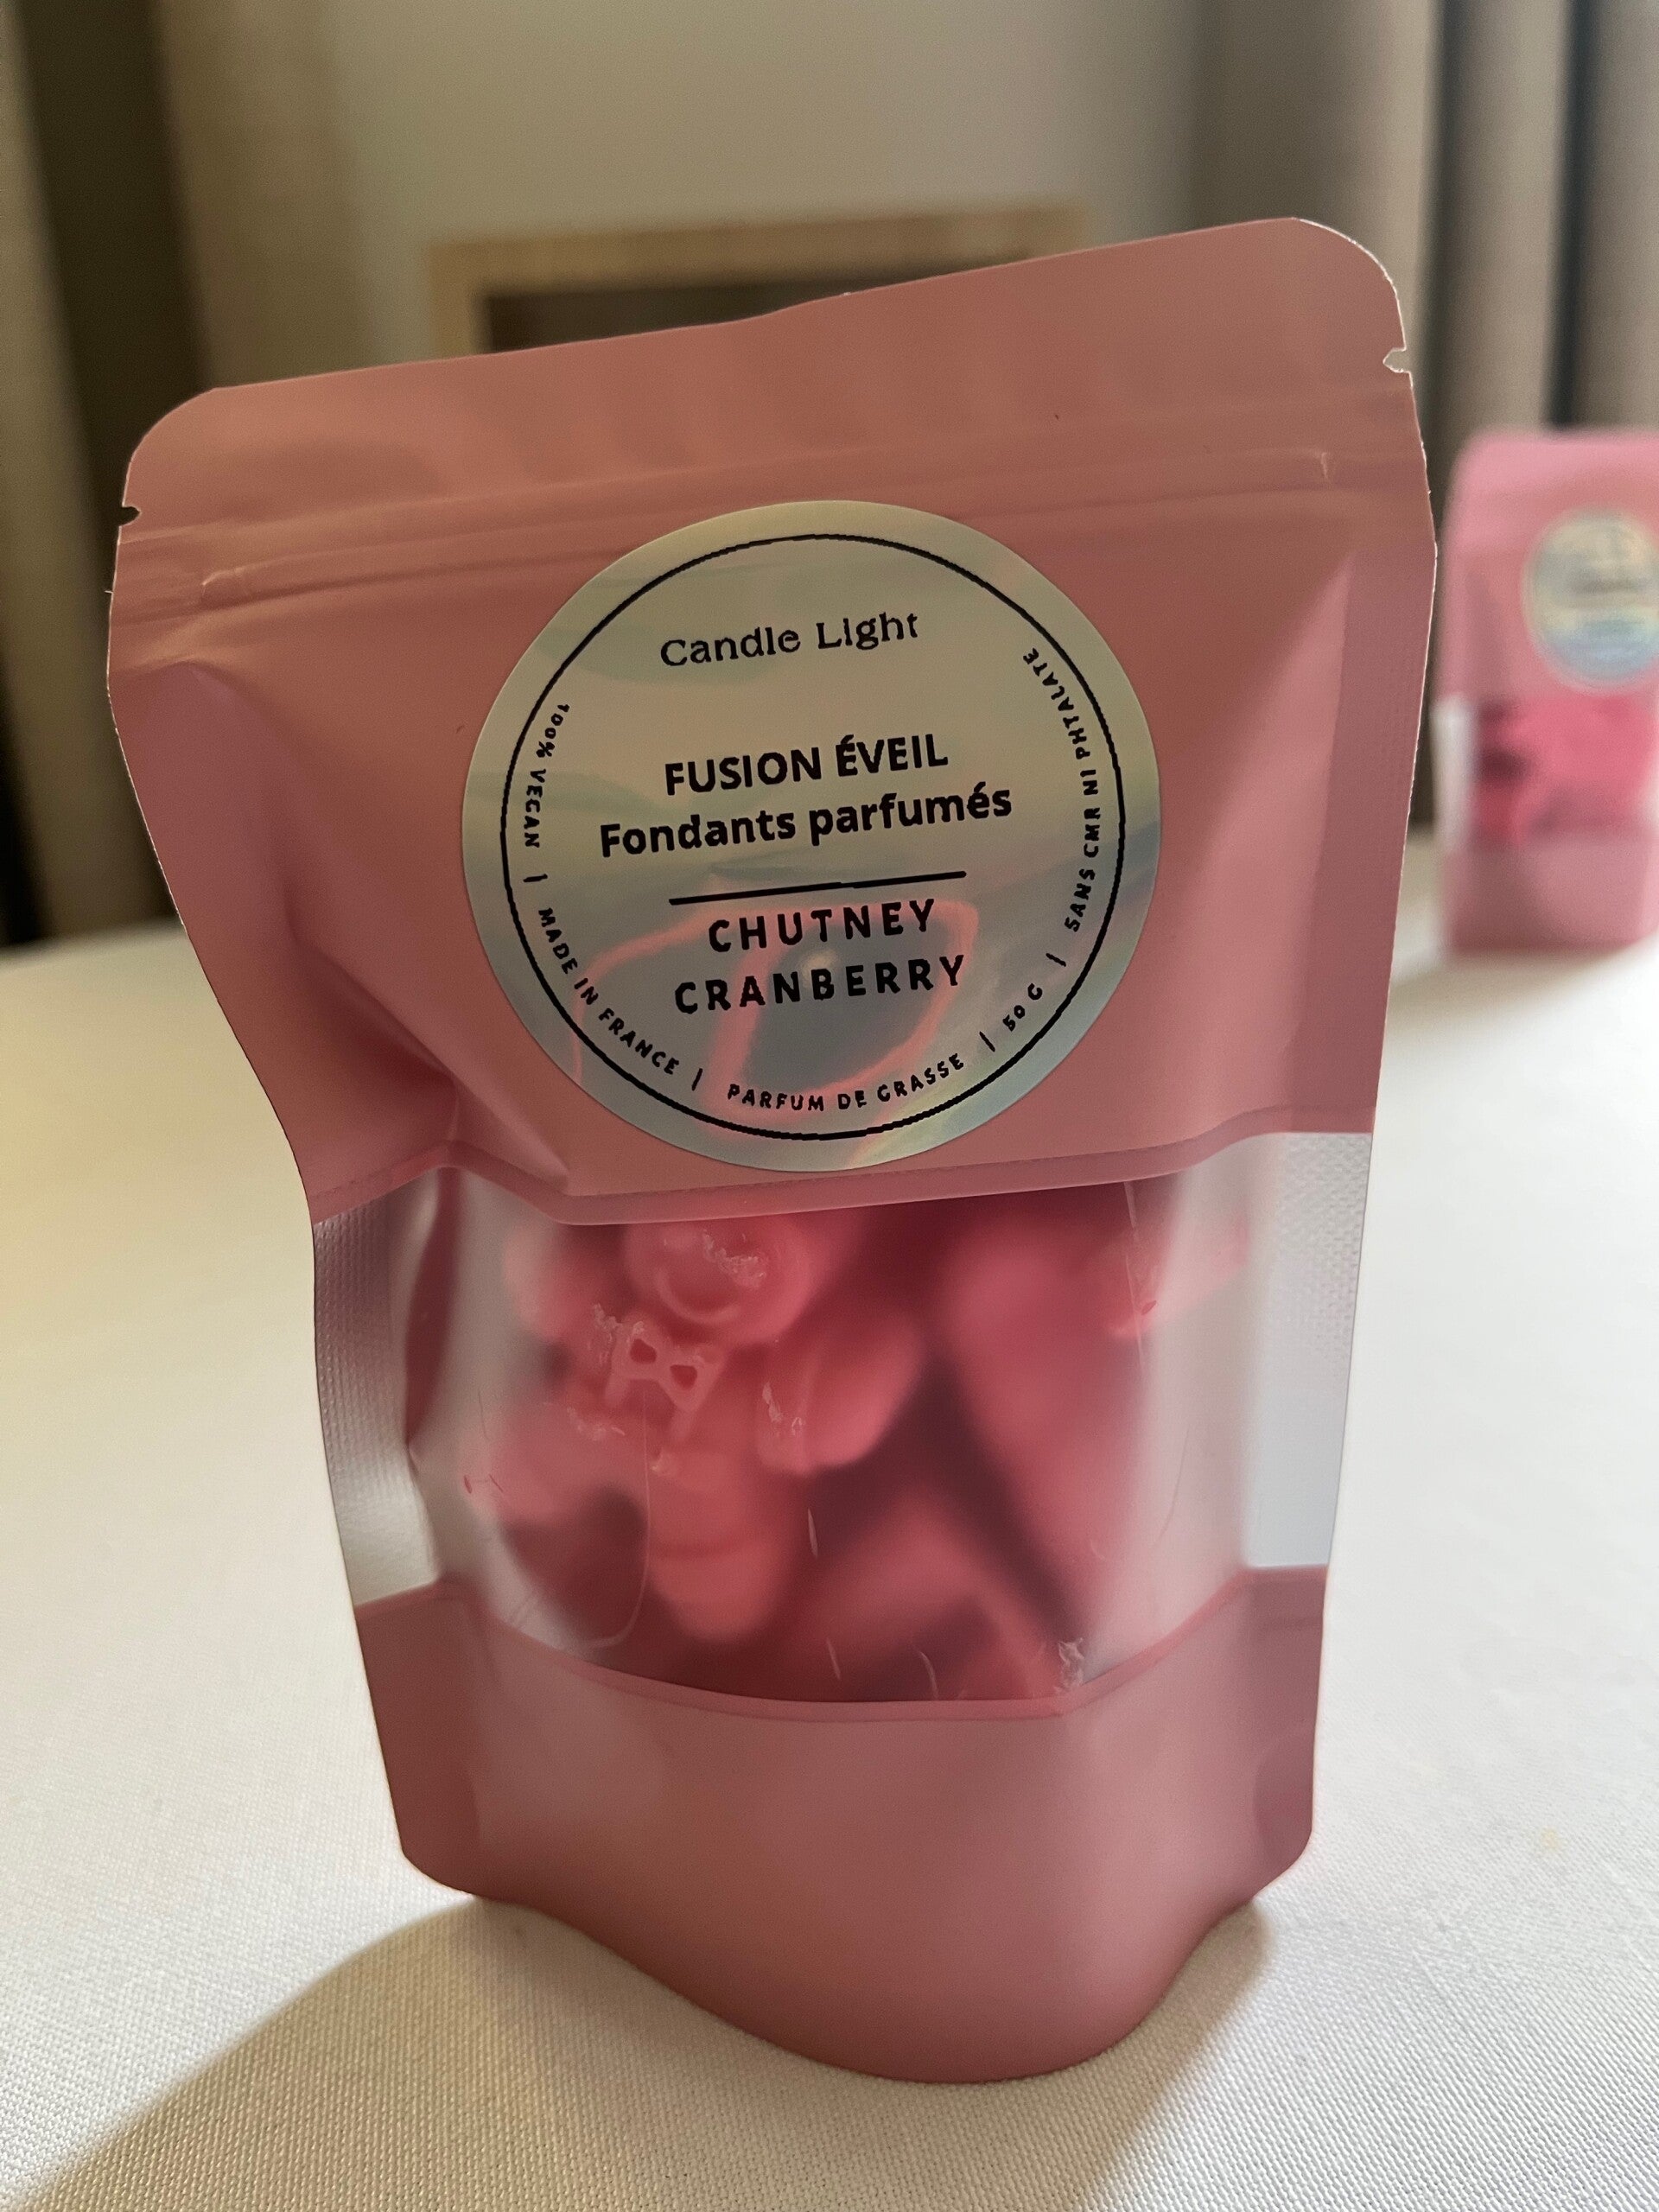 Candle Light
FUSION ÉVEIL
Fondants parfumés
CHUTNEY
CRANBERRY
100% VEGAN | MADE IN FRANCE | PARFUM DE GRASSE | 50 G | SANS CMR NI PHTALATE